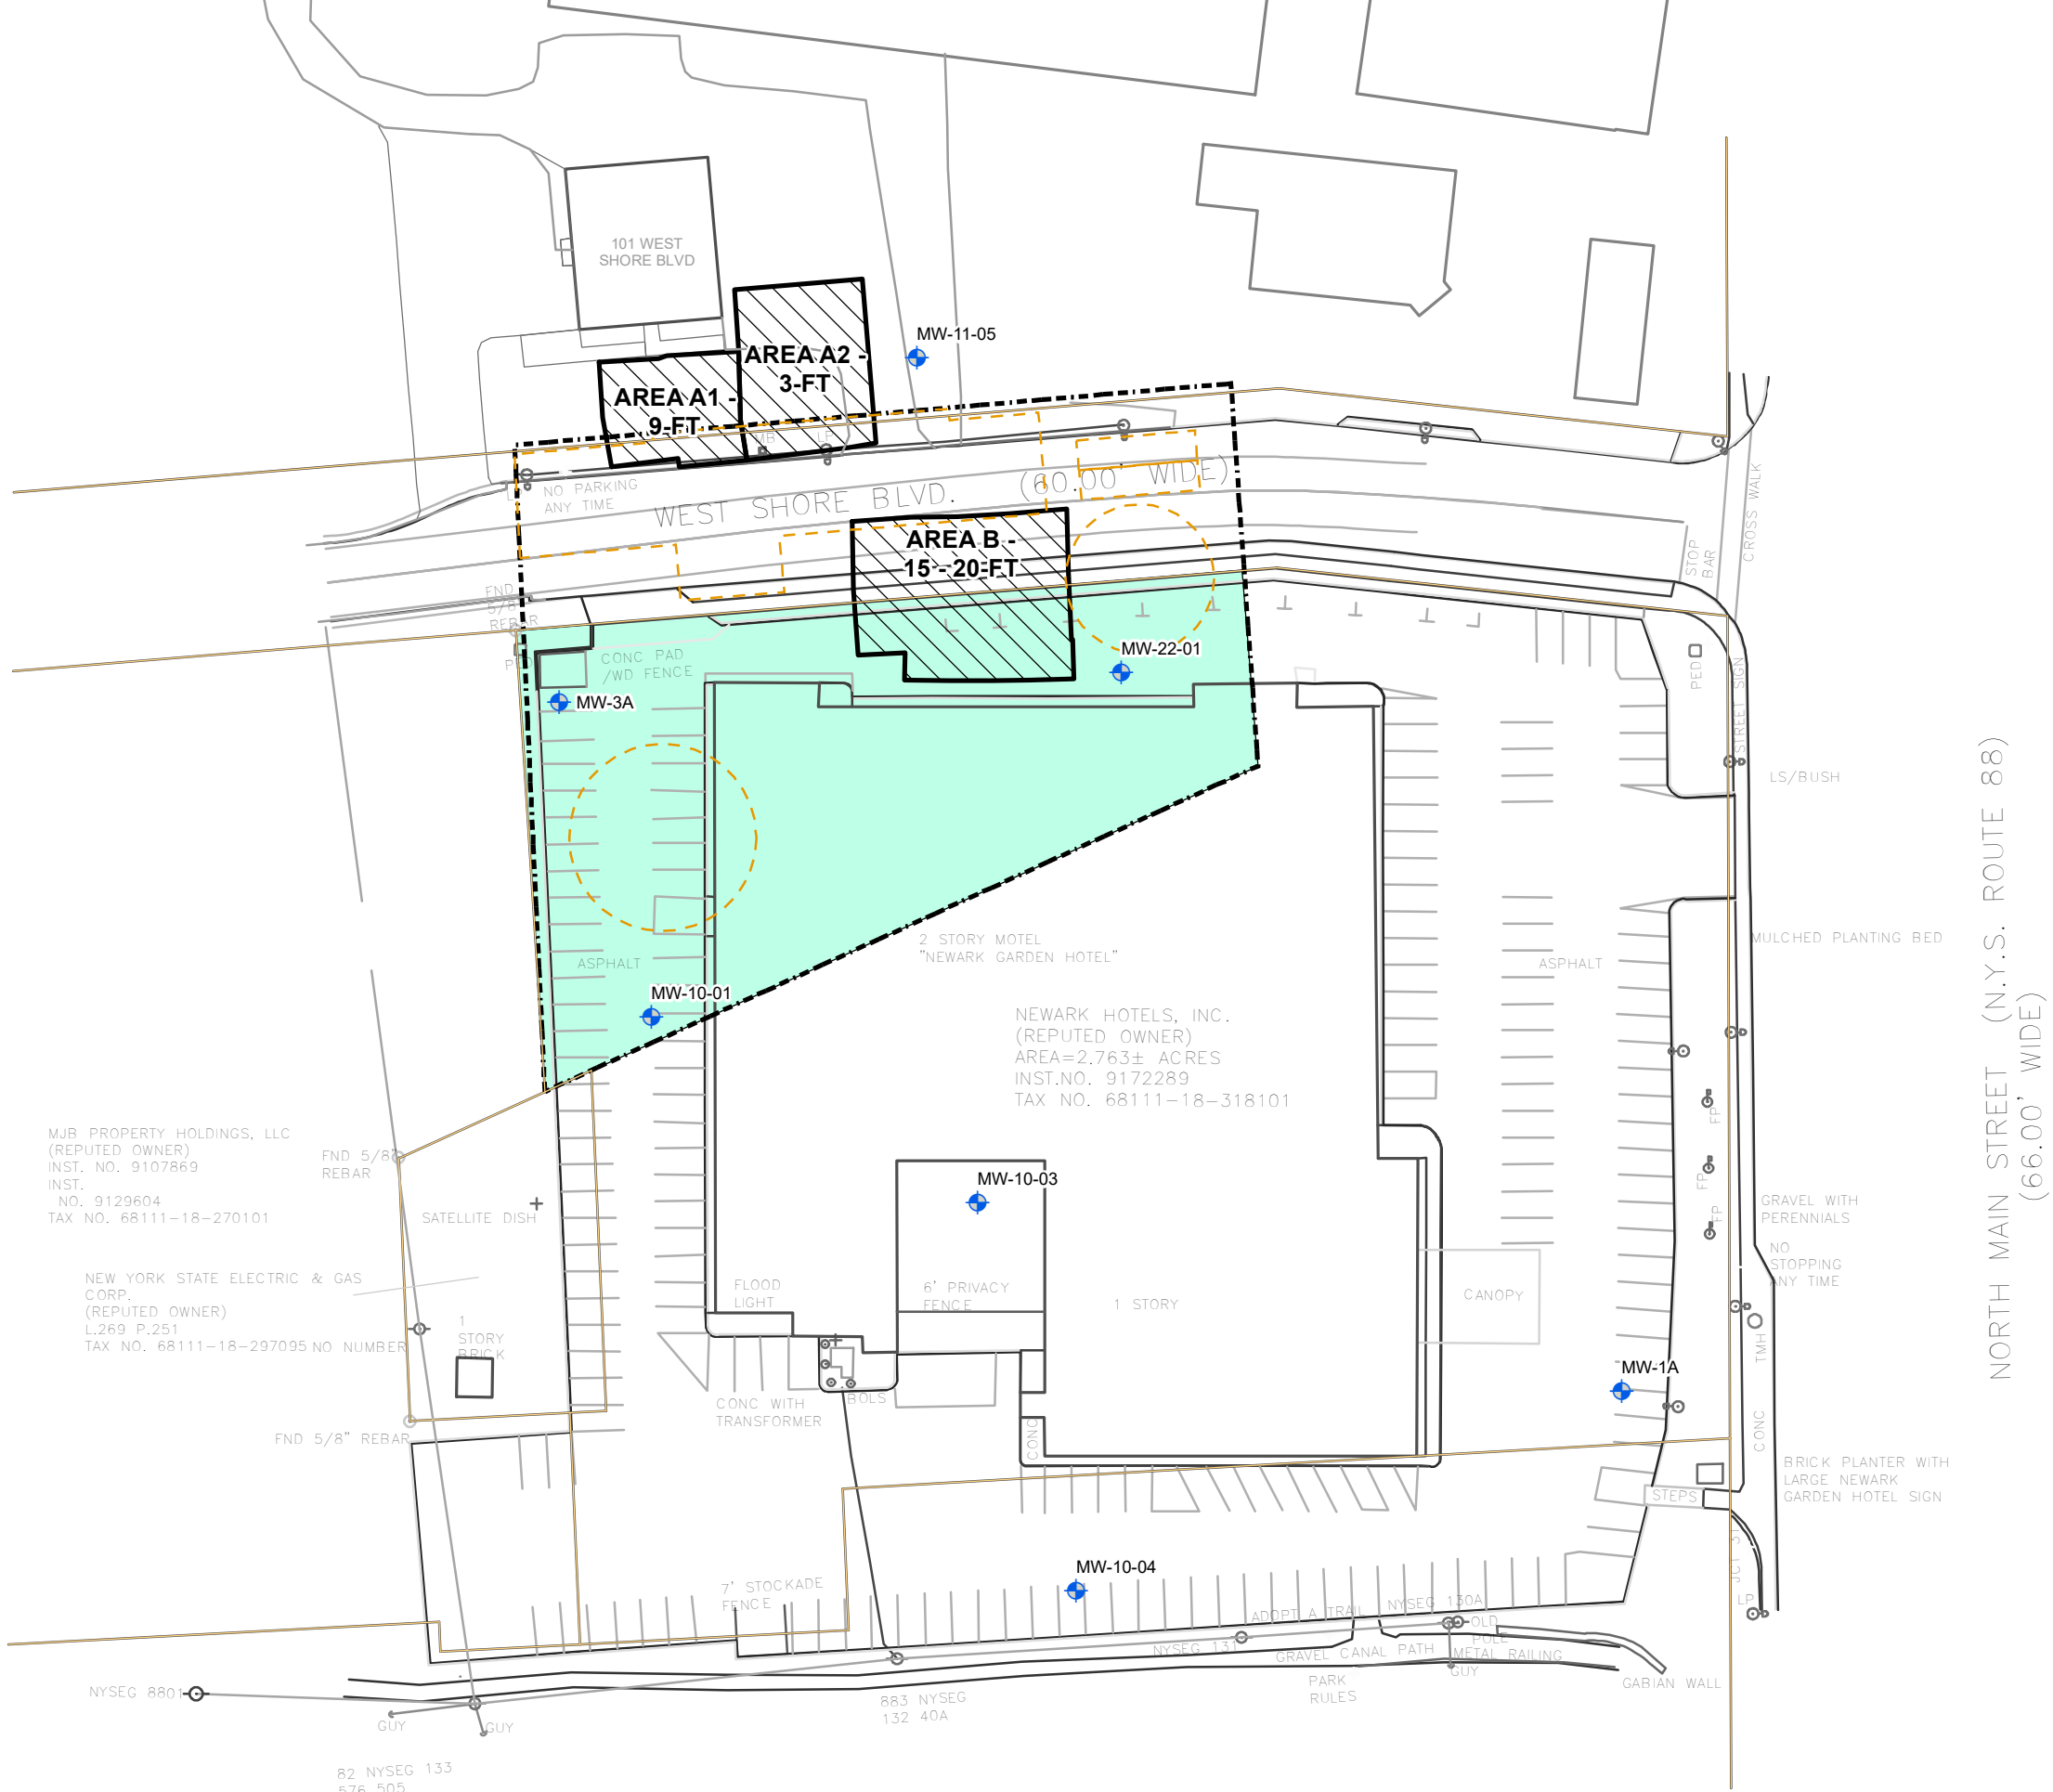 101 WEST
SHORE BLVD
MW-11-05
AREA A2 -
3-FT
AREA A1 -
9-FT
MB
LP
NO PARKING
ANY TIME
WEST SHORE BLVD. (60.00' WIDE)
AREA B -
15 - 20-FT
STOP
BAR
CROSS WALK
FND
5/8"
REBAR
CONC PAD
/WD FENCE
MW-3A
MW-22-01
PED
STREET SIGN
LS/BUSH
NORTH MAIN STREET (N.Y.S. ROUTE 88)
(66.00' WIDE)
2 STORY MOTEL
"NEWARK GARDEN HOTEL"
MULCHED PLANTING BED
ASPHALT
ASPHALT
MW-10-01
NEWARK HOTELS, INC.
(REPUTED OWNER)
AREA=2.763± ACRES
INST.NO. 9172289
TAX NO. 68111-18-318101
MJB PROPERTY HOLDINGS, LLC
(REPUTED OWNER)
INST. NO. 9107869
INST.
NO. 9129604
TAX NO. 68111-18-270101
FND 5/8"
REBAR
SATELLITE DISH
MW-10-03
FP
FP
FP
GRAVEL WITH
PERENNIALS
NO
STOPPING
ANY TIME
NEW YORK STATE ELECTRIC & GAS
CORP.
(REPUTED OWNER)
L.269 P.251
TAX NO. 68111-18-297095 NO NUMBER
1
STORY
BRICK
FLOOD
LIGHT
6' PRIVACY
FENCE
1 STORY
CANOPY
TMH
MW-1A
CONC WITH
TRANSFORMER
BOLS
CONC
CONC
FND 5/8" REBAR
BRICK PLANTER WITH
LARGE NEWARK
GARDEN HOTEL SIGN
STEPS
LP
7' STOCKADE
FENCE
MW-10-04
ADOPT A TRAIL
NYSEG 130A
OLD
POLE
NYSEG 131
GRAVEL CANAL PATH
METAL RAILING
GUY
PARK
RULES
GABIAN WALL
NYSEG 8801
GUY
GUY
883 NYSEG
132 40A
82 NYSEG 133
576 505